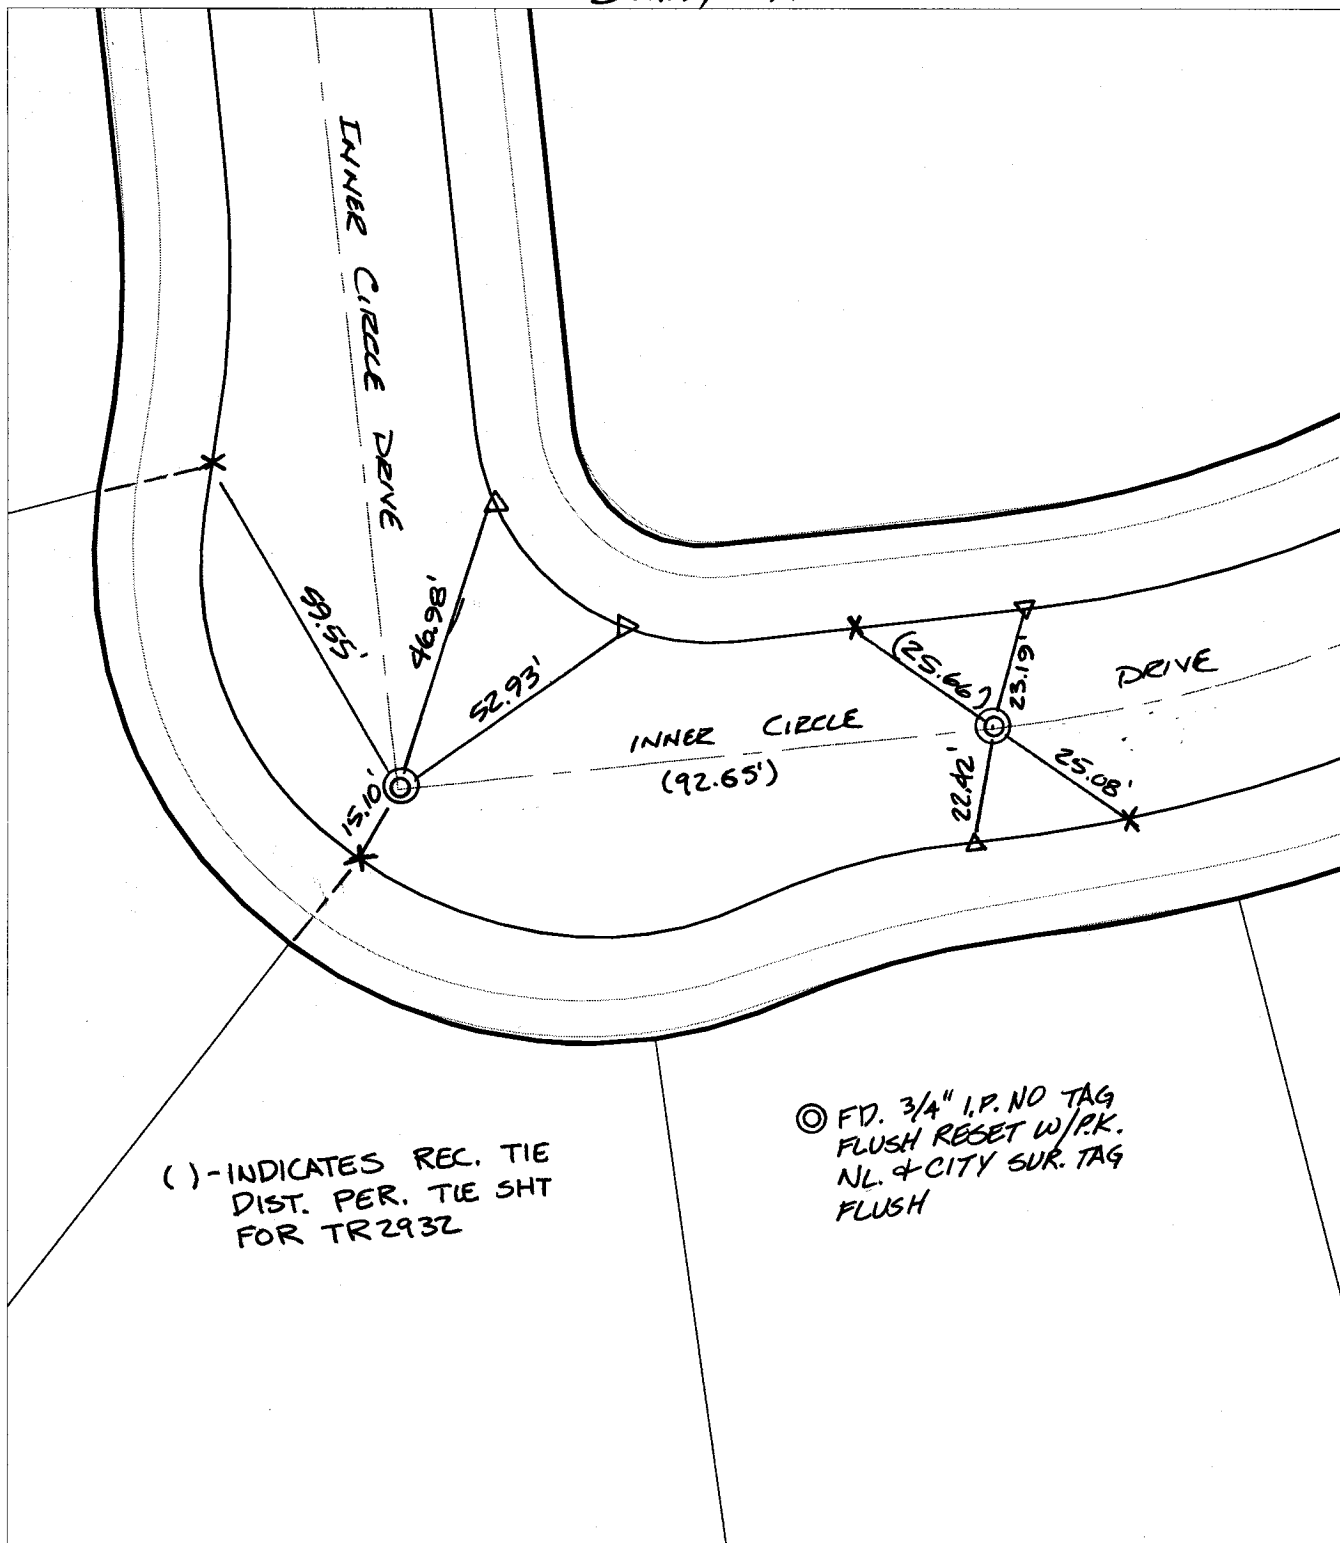 INNER CIRCLE DRIVE
59.55'
46.98'
52.93'
15.10'
INNER CIRCLE DRIVE
(92.65')
(25.66')
23.19'
22.42'
25.08'
( )-INDICATES REC. TIE
DIST. PER. TIE SHT
FOR TR2932
FD. 3/4" I.P. NO TAG
FLUSH RESET W/P.K.
NL. & CITY SUR. TAG
FLUSH